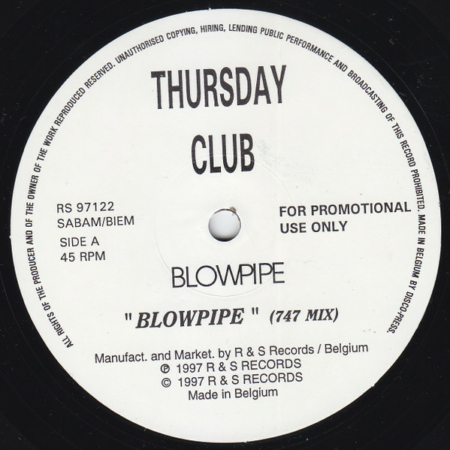 ALL RIGHTS OF THE PRODUCER AND OF THE OWNER OF THE WORK REPRODUCED RESERVED. UNAUTHORISED COPYING, HIRING, LENDING PUBLIC PERFORMANCE AND BROADCASTING OF THIS RECORD PROHIBITED. MADE IN BELGIUM BY DISCO-PRESS.
THURSDAY
CLUB
RS 97122
SABAM/BIEM
SIDE A
45 RPM
FOR PROMOTIONAL
USE ONLY
BLOWPIPE
" BLOWPIPE " (747 MIX)
Manufact. and Market. by R & S Records / Belgium
℗ 1997 R & S RECORDS
© 1997 R & S RECORDS
Made in Belgium